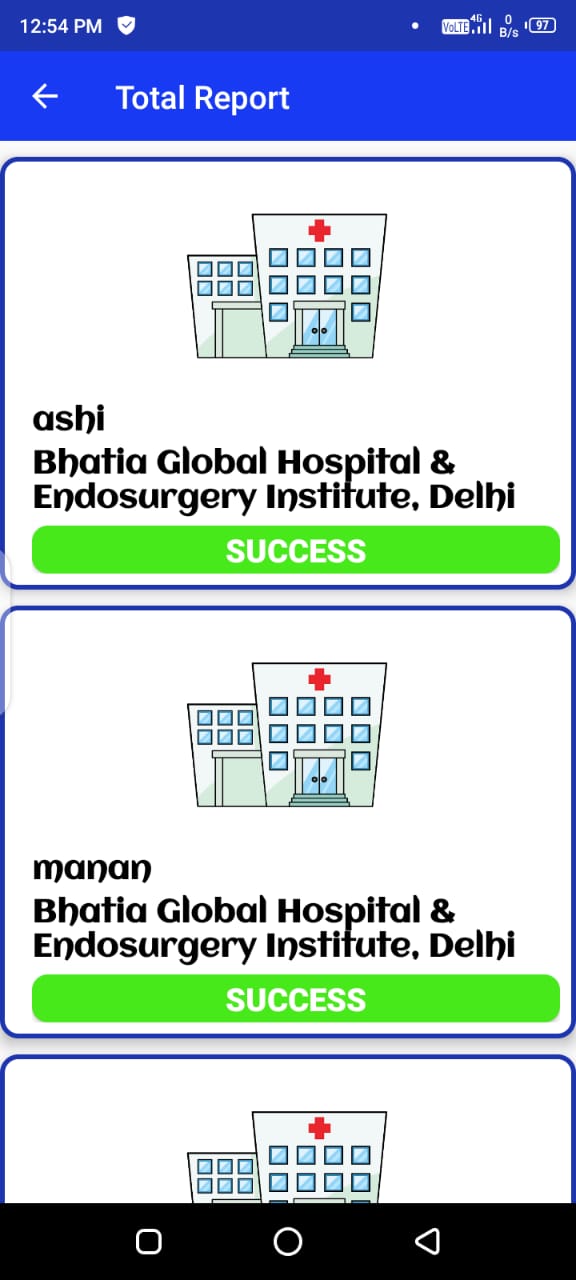 12:54 PM
VoLTE 4G 0 B/s 97
Total Report
ashi
Bhatia Global Hospital &
Endosurgery Institute, Delhi
SUCCESS
manan
Bhatia Global Hospital &
Endosurgery Institute, Delhi
SUCCESS